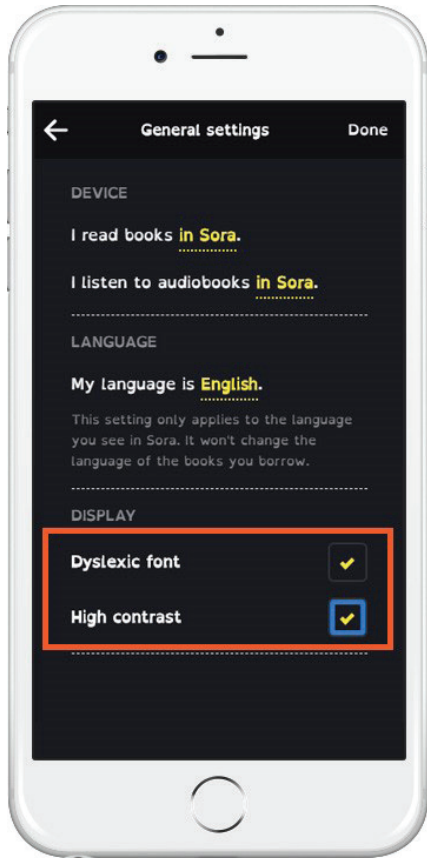 General settings Done
DEVICE
I read books in Sora.
I listen to audiobooks in Sora.
LANGUAGE
My language is English.
This setting only applies to the language
you see in Sora. It won't change the
language of the books you borrow.
DISPLAY
Dyslexic font
High contrast